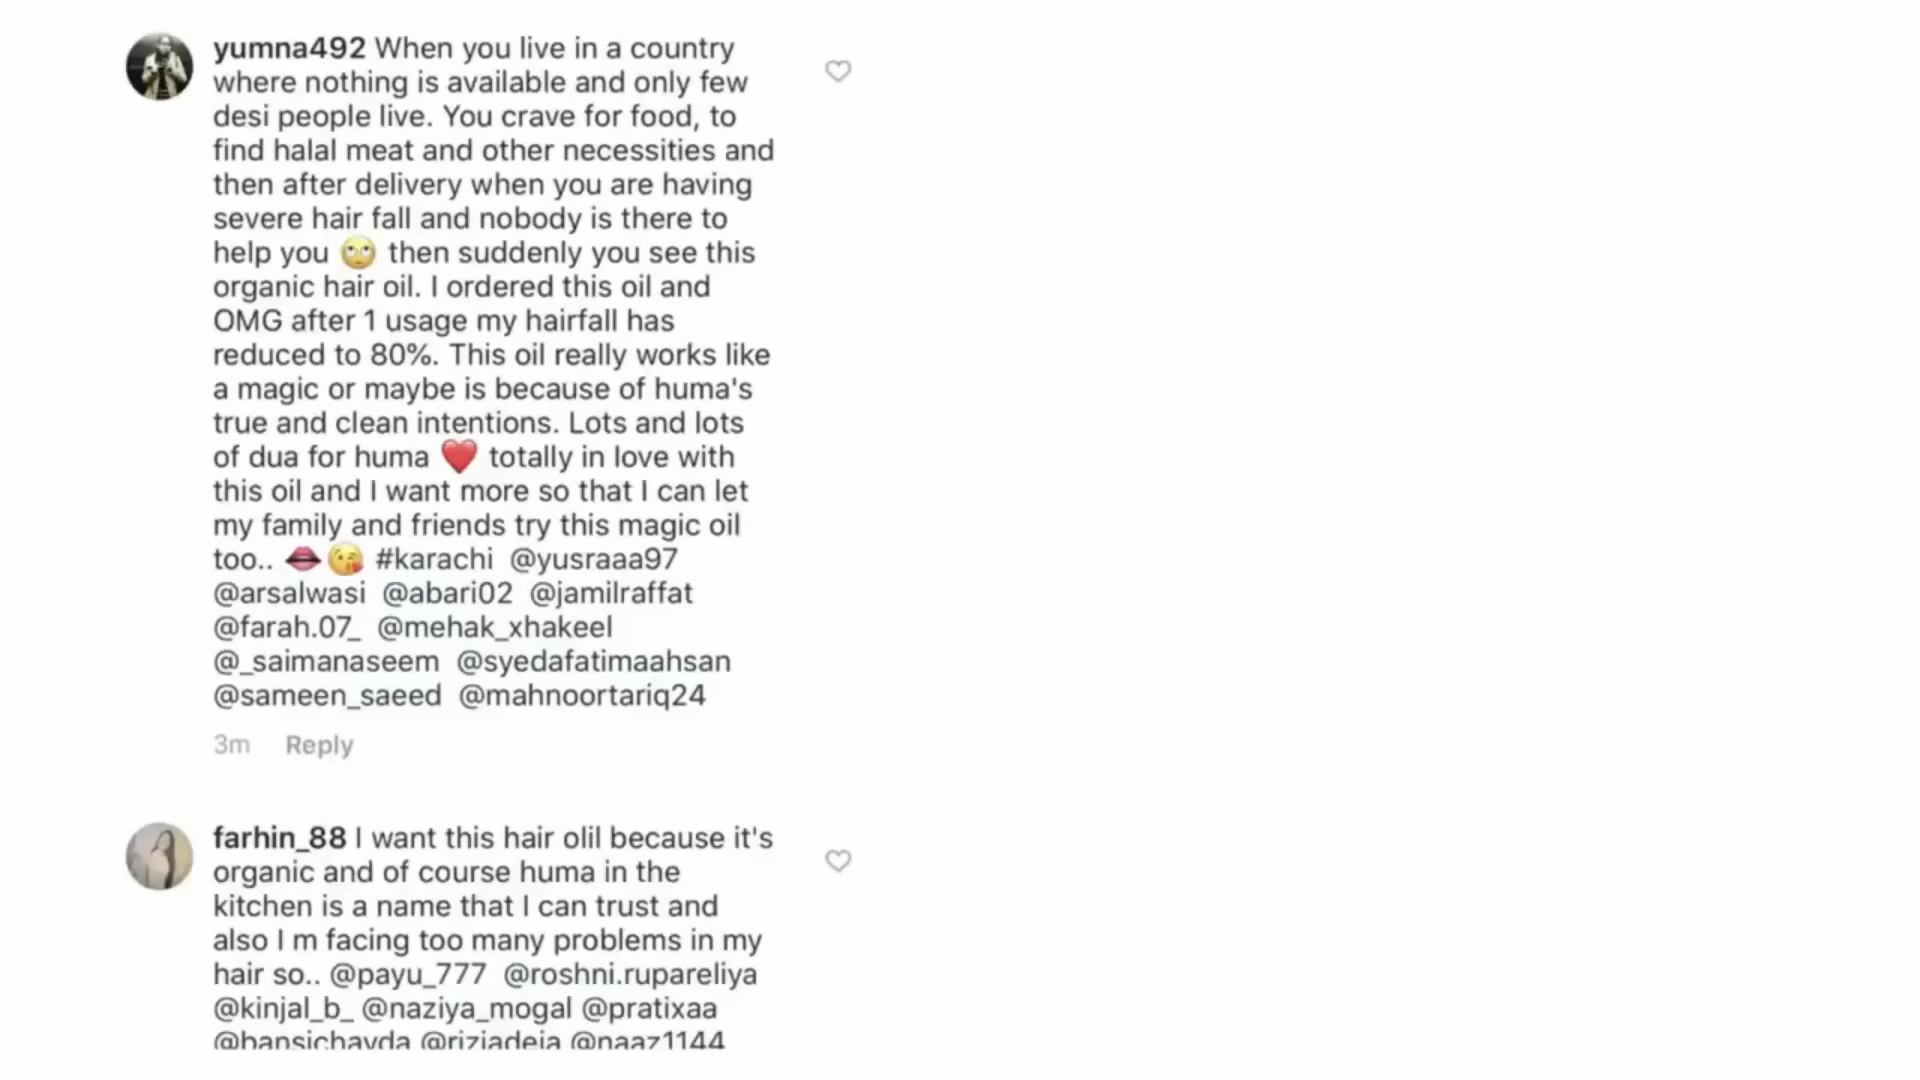 yumna492 When you live in a country
where nothing is available and only few
desi people live. You crave for food, to
find halal meat and other necessities and
then after delivery when you are having
severe hair fall and nobody is there to
help you 🙄 then suddenly you see this
organic hair oil. I ordered this oil and
OMG after 1 usage my hairfall has
reduced to 80%. This oil really works like
a magic or maybe is because of huma's
true and clean intentions. Lots and lots
of dua for huma ❤️ totally in love with
this oil and I want more so that I can let
my family and friends try this magic oil
too.. 👄😘 #karachi @yusraaa97
@arsalwasi @abari02 @jamilraffat
@farah.07_ @mehak_xhakeel
@_saimanaseem @syedafatimaahsan
@sameen_saeed @mahnoortariq24
3m Reply
farhin_88 I want this hair olil because it's
organic and of course huma in the
kitchen is a name that I can trust and
also I m facing too many problems in my
hair so.. @payu_777 @roshni.rupareliya
@kinjal_b_ @naziya_mogal @pratixaa
@hansichavda @riziadeia @naaz1144